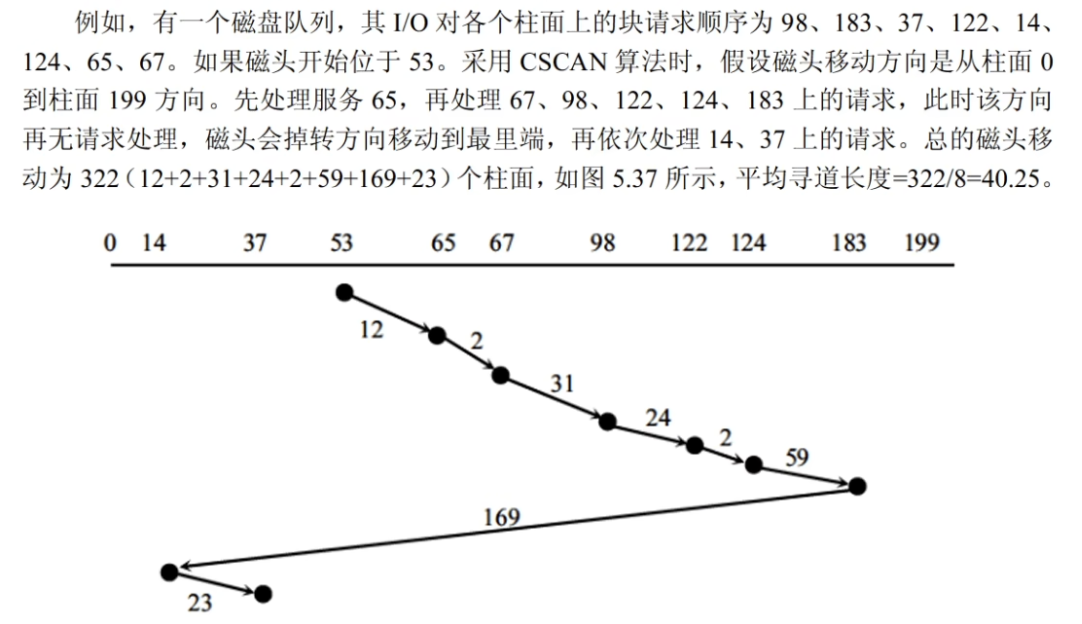 例如，有一个磁盘队列，其 I/O 对各个柱面上的块请求顺序为 98、183、37、122、14、
124、65、67。如果磁头开始位于 53。采用 CSCAN 算法时，假设磁头移动方向是从柱面 0
到柱面 199 方向。先处理服务 65，再处理 67、98、122、124、183 上的请求，此时该方向
再无请求处理，磁头会掉转方向移动到最里端，再依次处理 14、37 上的请求。总的磁头移
动为 322（12+2+31+24+2+59+169+23）个柱面，如图 5.37 所示，平均寻道长度=322/8=40.25。
0 14 37 53 65 67 98 122 124 183 199
12
2
31
24
2
59
169
23